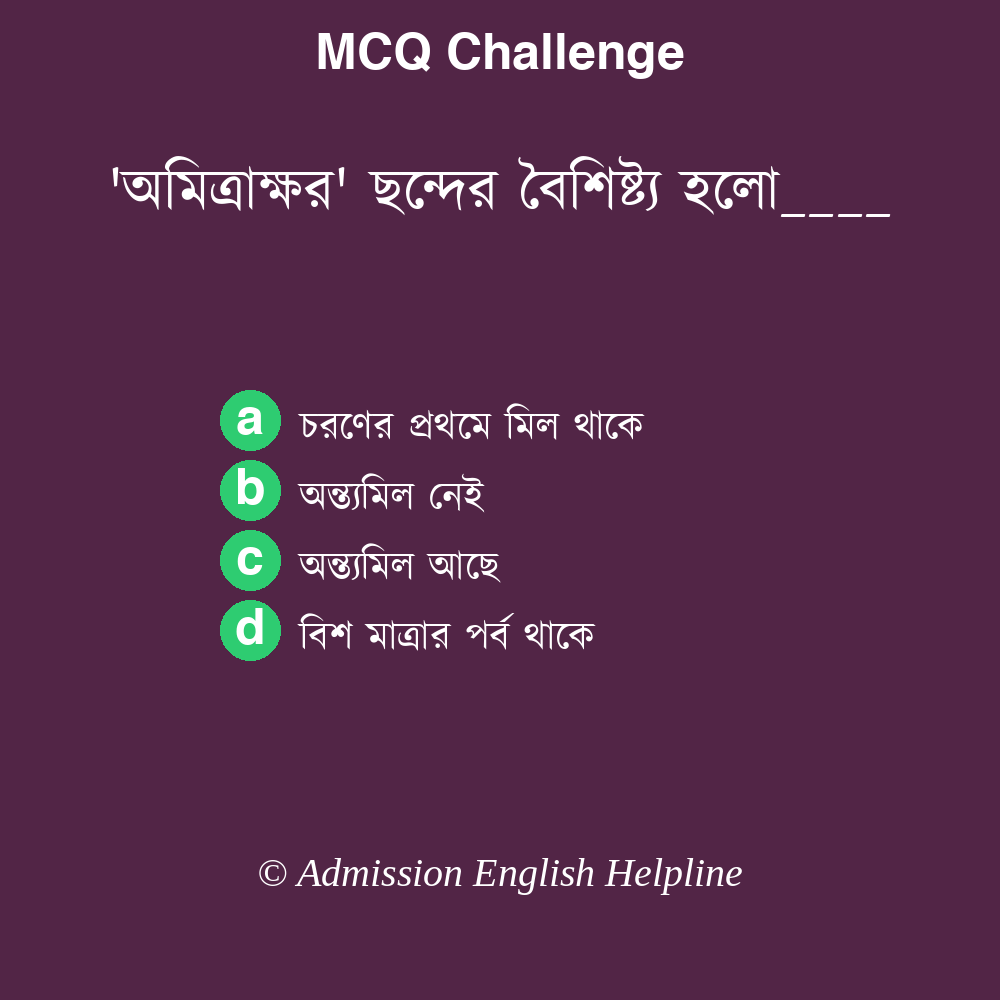 MCQ Challenge
'অমিত্রাক্ষর' ছন্দের বৈশিষ্ট্য হলো____
a চরণের প্রথমে মিল থাকে
b অন্ত্যমিল নেই
c অন্ত্যমিল আছে
d বিশ মাত্রার পর্ব থাকে
© Admission English Helpline